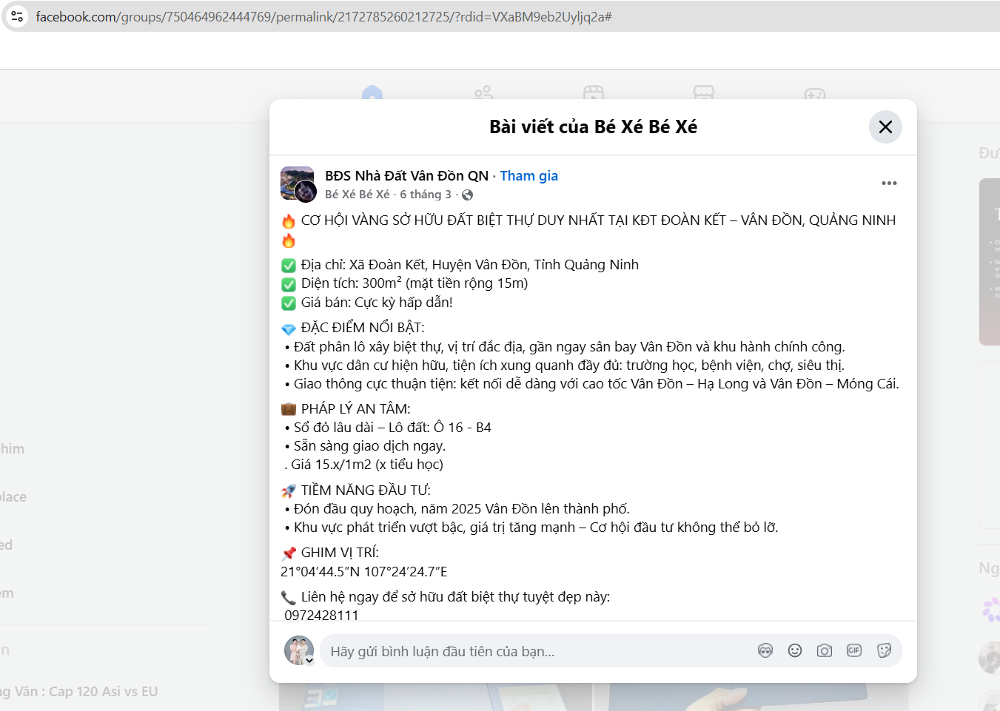 facebook.com/groups/750464962444769/permalink/2172785260212725/?rdid=VXaBM9eb2Uyljq2a#
Bài viết của Bé Xé Bé Xé
BĐS Nhà Đất Vân Đồn QN · Tham gia
Bé Xé Bé Xé · 6 tháng 3 ·
🔥 CƠ HỘI VÀNG SỞ HỮU ĐẤT BIỆT THỰ DUY NHẤT TẠI KĐT ĐOÀN KẾT – VÂN ĐỒN, QUẢNG NINH
🔥
✅ Địa chỉ: Xã Đoàn Kết, Huyện Vân Đồn, Tỉnh Quảng Ninh
✅ Diện tích: 300m² (mặt tiền rộng 15m)
✅ Giá bán: Cực kỳ hấp dẫn!
💎 ĐẶC ĐIỂM NỔI BẬT:
• Đất phân lô xây biệt thự, vị trí đắc địa, gần ngay sân bay Vân Đồn và khu hành chính công.
• Khu vực dân cư hiện hữu, tiện ích xung quanh đầy đủ: trường học, bệnh viện, chợ, siêu thị.
• Giao thông cực thuận tiện: kết nối dễ dàng với cao tốc Vân Đồn – Hạ Long và Vân Đồn – Móng Cái.
💼 PHÁP LÝ AN TÂM:
• Sổ đỏ lâu dài – Lô đất: Ô 16 - B4
• Sẵn sàng giao dịch ngay.
. Giá 15.x/1m2 (x tiểu học)
🚀 TIỀM NĂNG ĐẦU TƯ:
• Đón đầu quy hoạch, năm 2025 Vân Đồn lên thành phố.
• Khu vực phát triển vượt bậc, giá trị tăng mạnh – Cơ hội đầu tư không thể bỏ lỡ.
📌 GHIM VỊ TRÍ:
21°04'44.5"N 107°24'24.7"E
📞 Liên hệ ngay để sở hữu đất biệt thự tuyệt đẹp này:
0972428111
Hãy gửi bình luận đầu tiên của bạn...
GIF
him
lace
ed
em
n
ng Vân : Cap 120 Asi vs EU
Đư
Ng